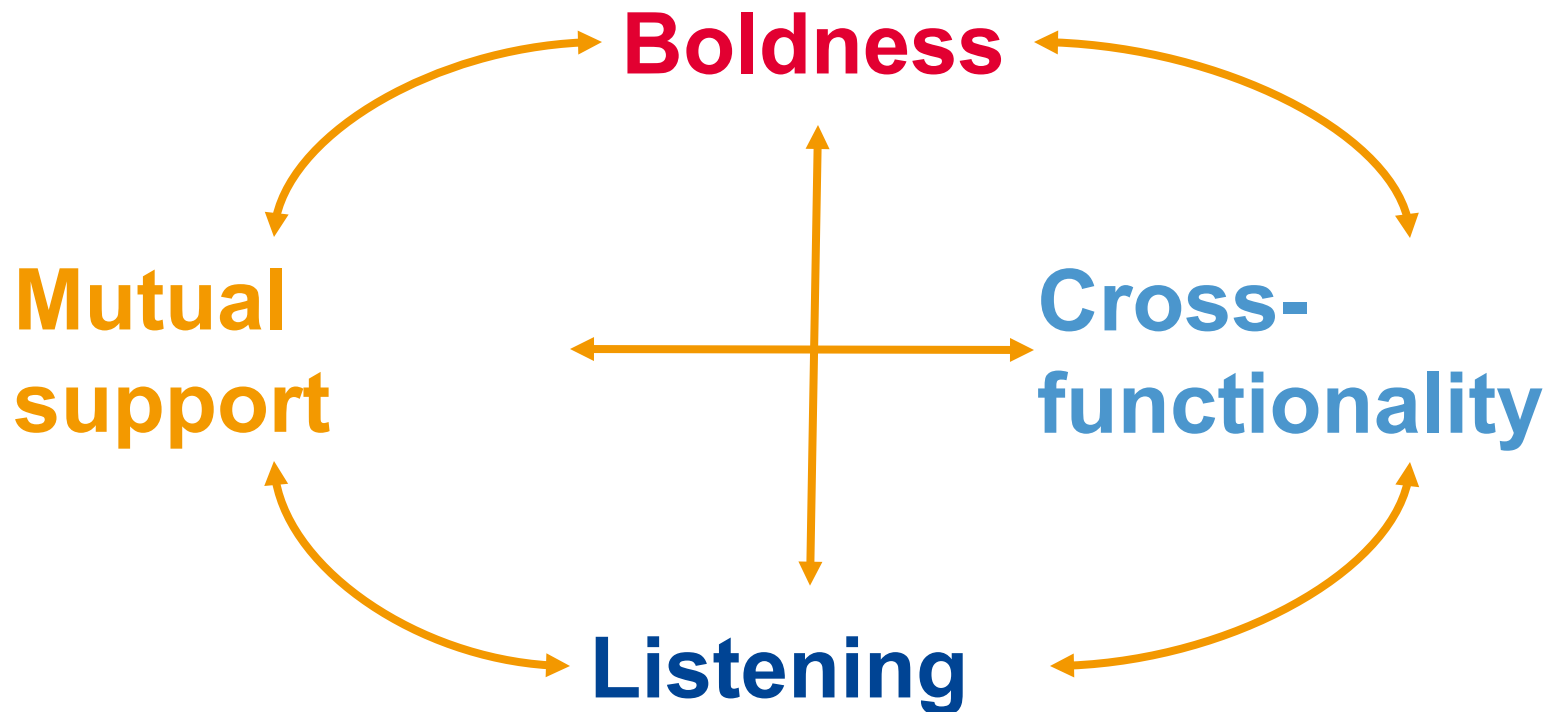 Boldness
Mutual
support
Cross-
functionality
Listening